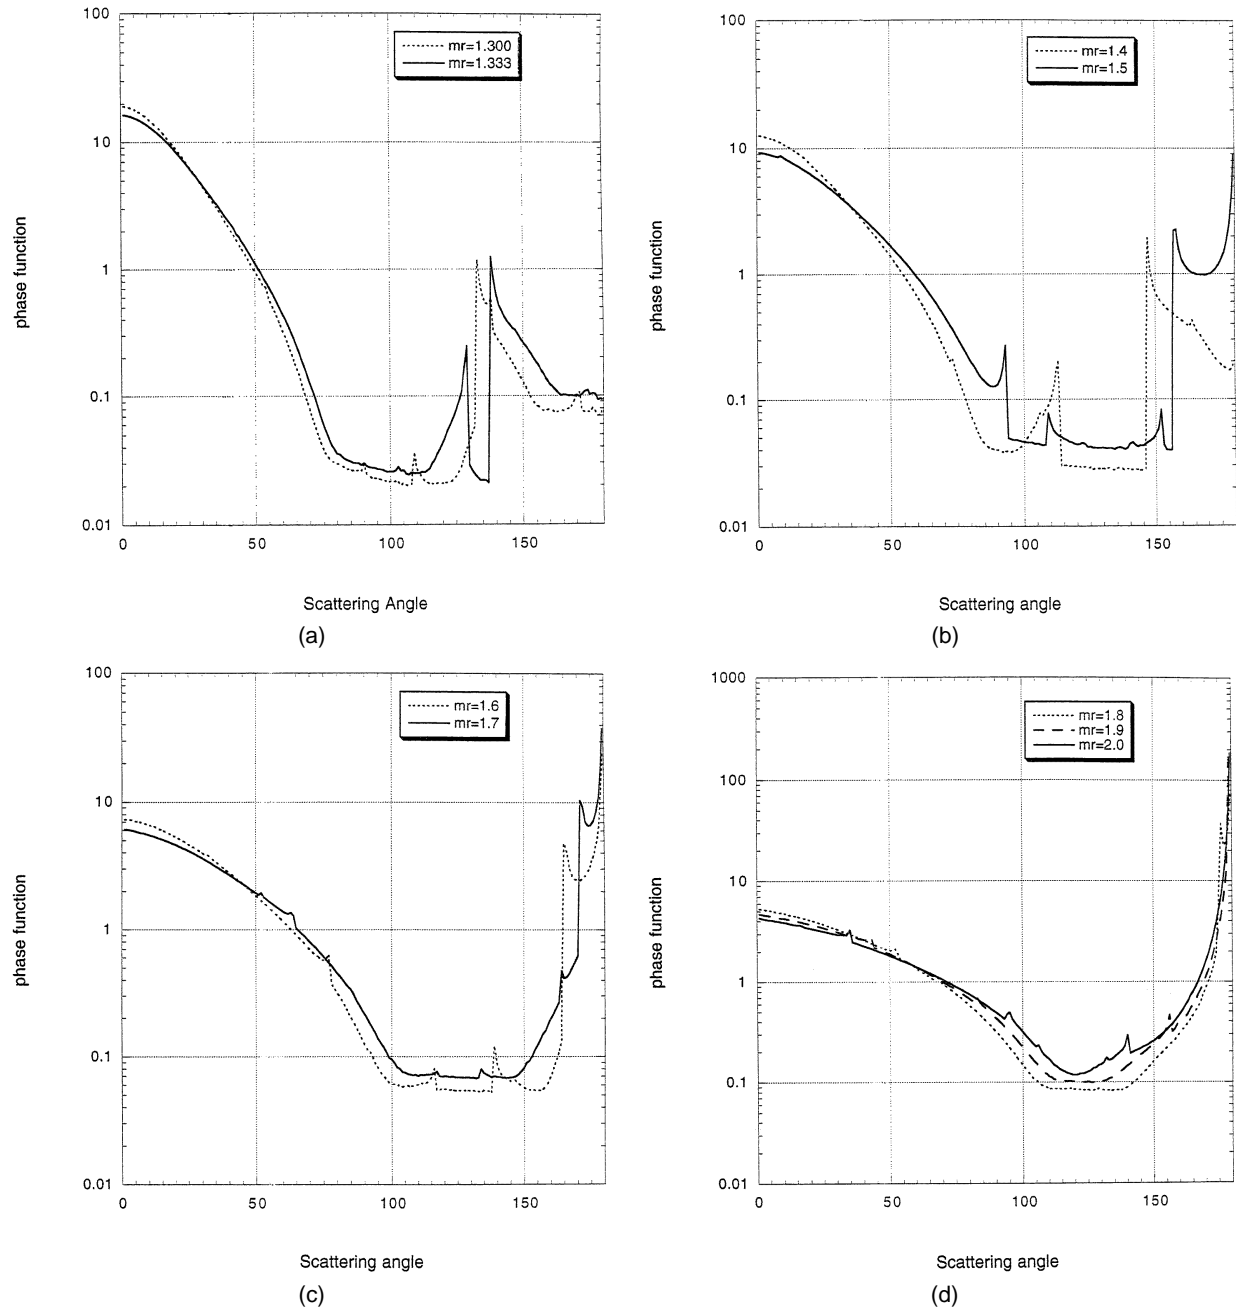 100
10
1
0.1
0.01
phase function
mr=1.300
mr=1.333
0
50
100
150
Scattering Angle
(a)
100
10
1
0.1
0.01
phase function
mr=1.4
mr=1.5
0
50
100
150
Scattering angle
(b)
100
10
1
0.1
0.01
phase function
mr=1.6
mr=1.7
0
50
100
150
Scattering angle
(c)
1000
100
10
1
0.1
0.01
phase function
mr=1.8
mr=1.9
mr=2.0
0
50
100
150
Scattering angle
(d)